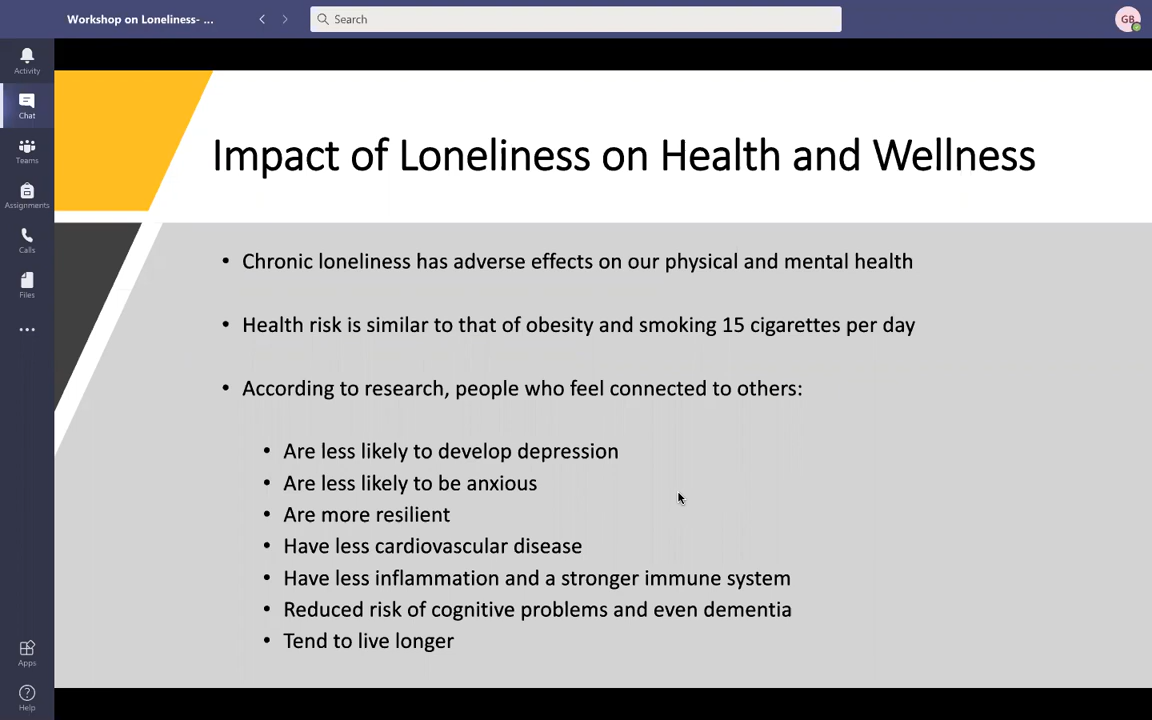 Workshop on Loneliness- ...
Search
GB
Activity
Chat
Teams
Assignments
Calls
Files
Apps
Help
Impact of Loneliness on Health and Wellness
• Chronic loneliness has adverse effects on our physical and mental health
• Health risk is similar to that of obesity and smoking 15 cigarettes per day
• According to research, people who feel connected to others:
• Are less likely to develop depression
• Are less likely to be anxious
• Are more resilient
• Have less cardiovascular disease
• Have less inflammation and a stronger immune system
• Reduced risk of cognitive problems and even dementia
• Tend to live longer